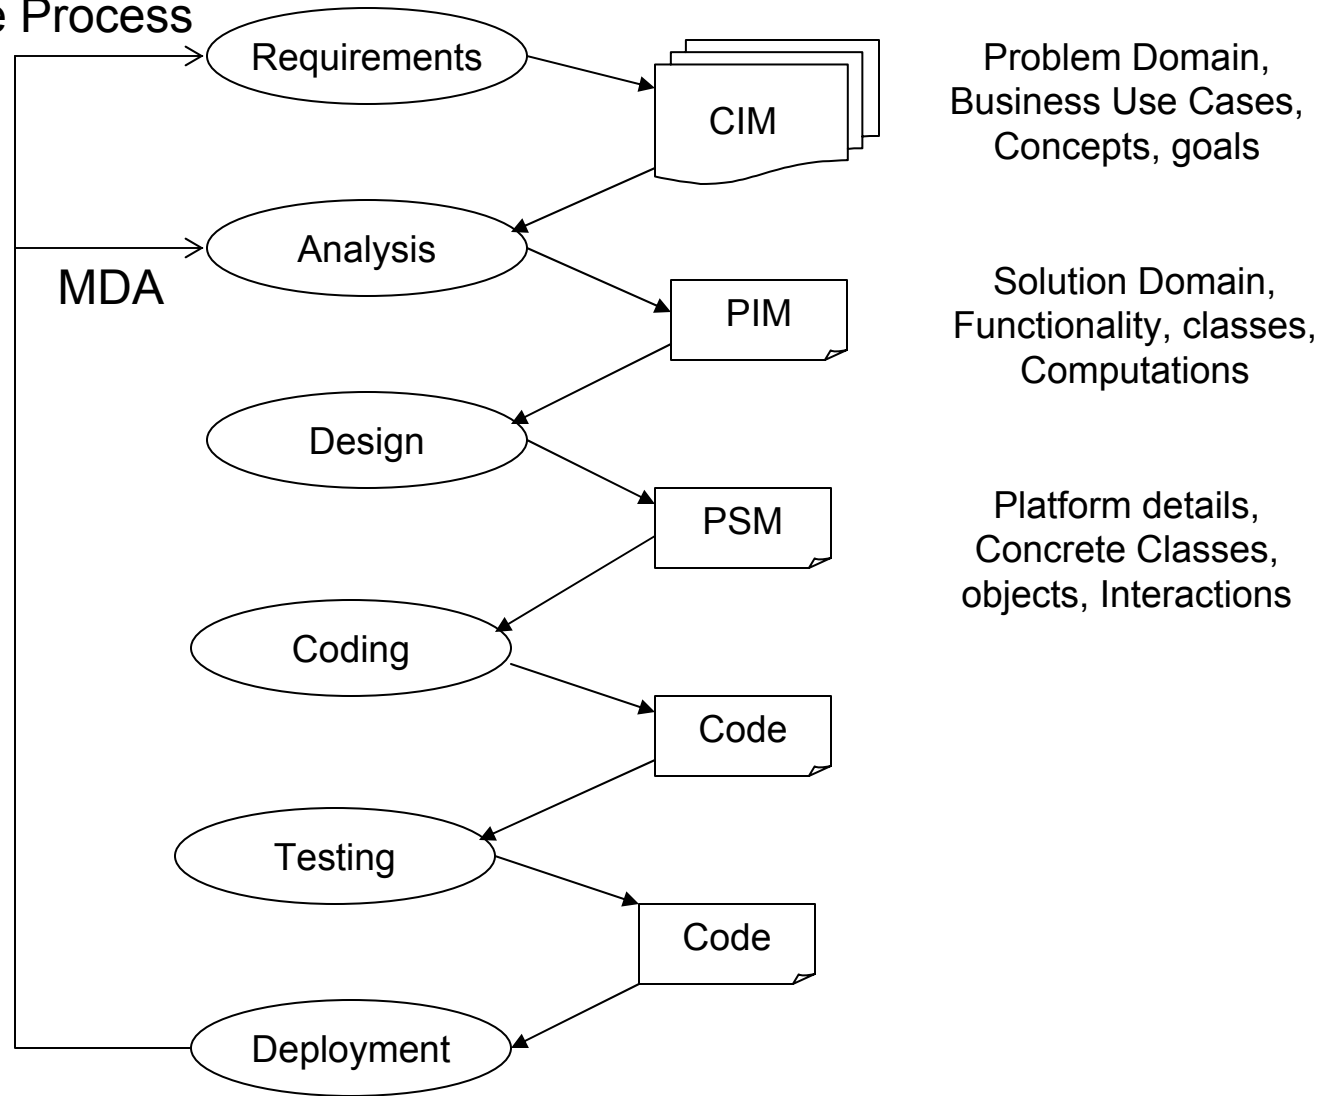 e Process
Requirements
CIM
Problem Domain,
Business Use Cases,
Concepts, goals
Analysis
MDA
PIM
Solution Domain,
Functionality, classes,
Computations
Design
PSM
Platform details,
Concrete Classes,
objects, Interactions
Coding
Code
Testing
Code
Deployment